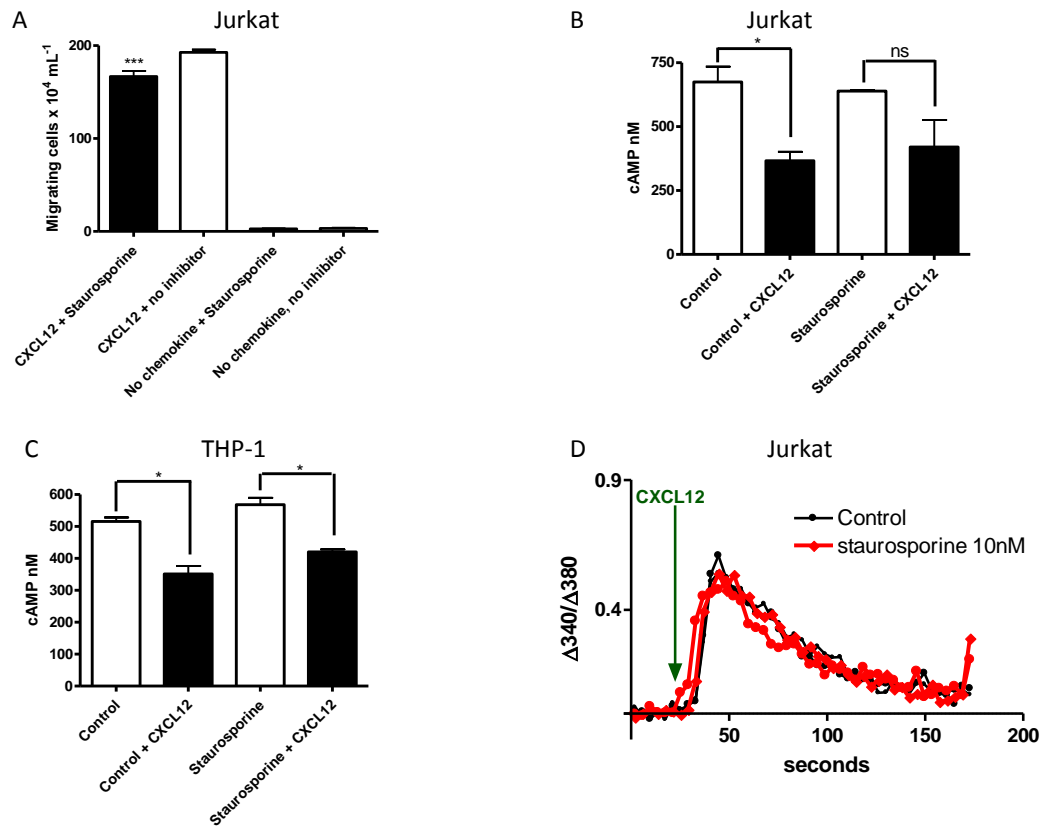 A
Jurkat
Migrating cells x 10⁴ mL⁻¹
200
100
0
***
CXCL12 + Staurosporine
CXCL12 + no inhibitor
No chemokine + Staurosporine
No chemokine, no inhibitor
B
Jurkat
cAMP nM
750
500
250
0
*
ns
Control
Control + CXCL12
Staurosporine
Staurosporine + CXCL12
C
THP-1
cAMP nM
600
500
400
300
200
100
0
*
*
Control
Control + CXCL12
Staurosporine
Staurosporine + CXCL12
D
Jurkat
0.9
0.4
Δ340/Δ380
CXCL12
Control
staurosporine 10nM
50
100
150
200
seconds